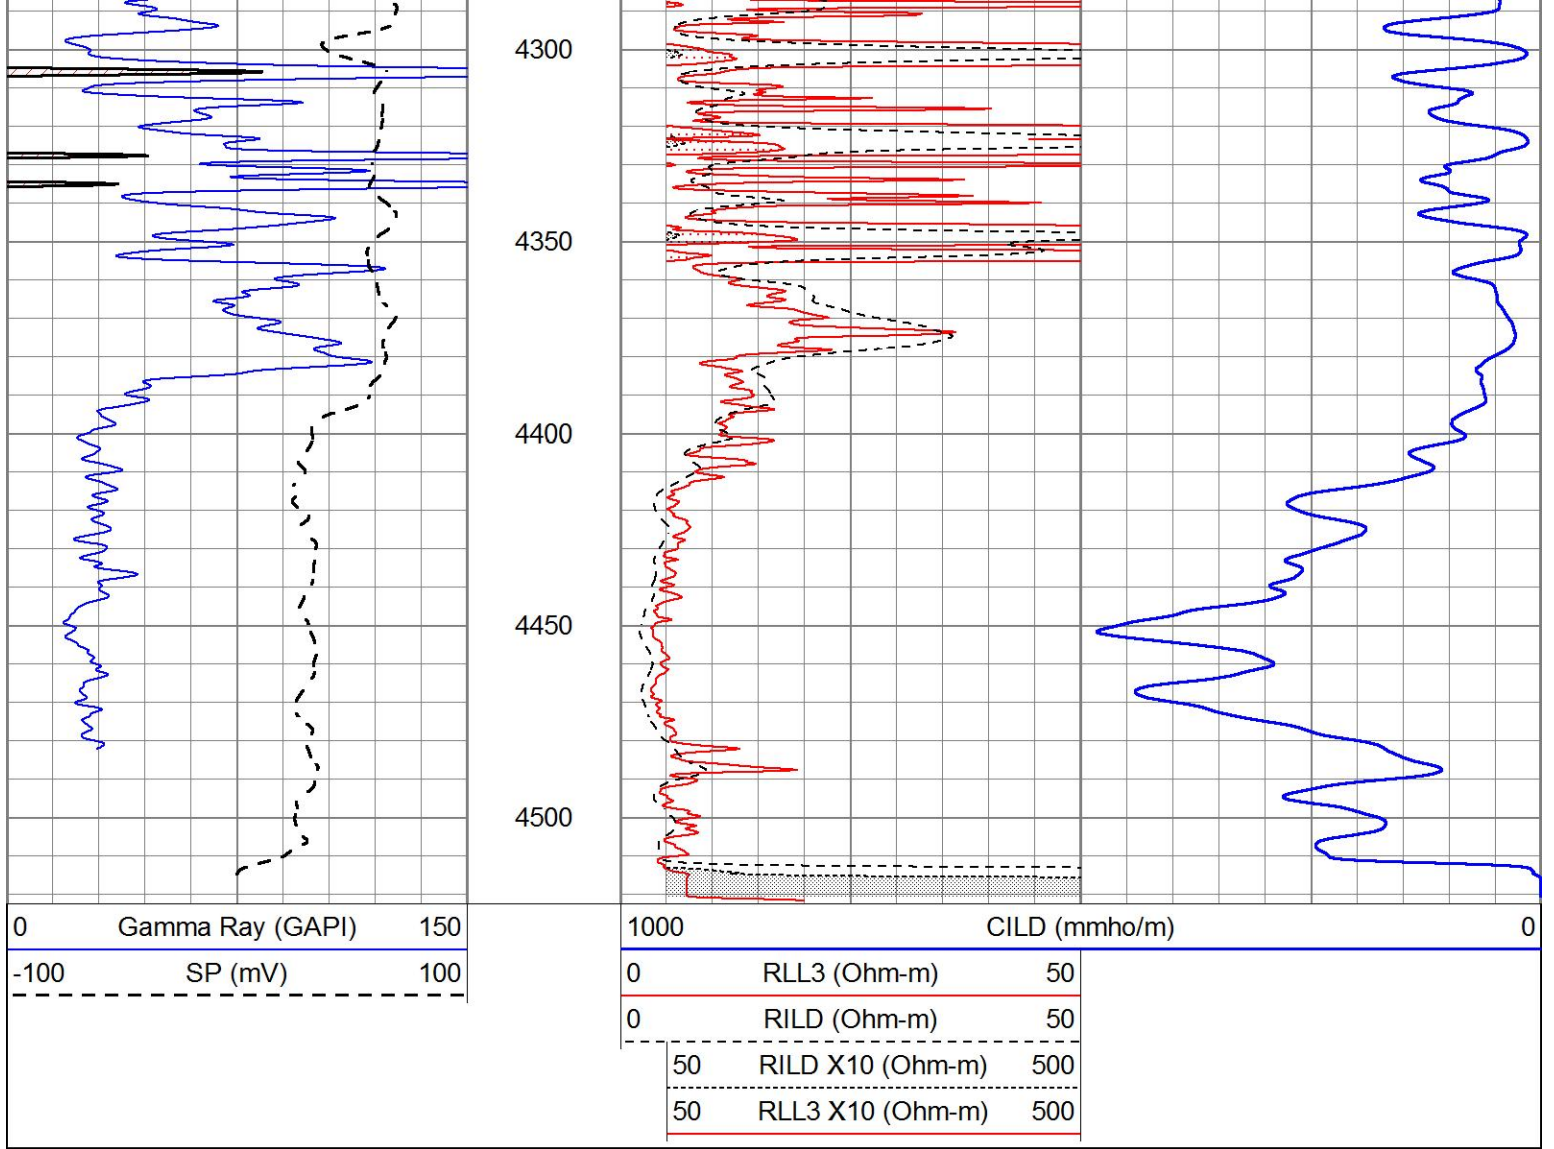 4300
4350
4400
4450
4500
0 Gamma Ray (GAPI) 150
-100 SP (mV) 100
1000 CILD (mmho/m) 0
0 RLL3 (Ohm-m) 50
0 RILD (Ohm-m) 50
50 RILD X10 (Ohm-m) 500
50 RLL3 X10 (Ohm-m) 500